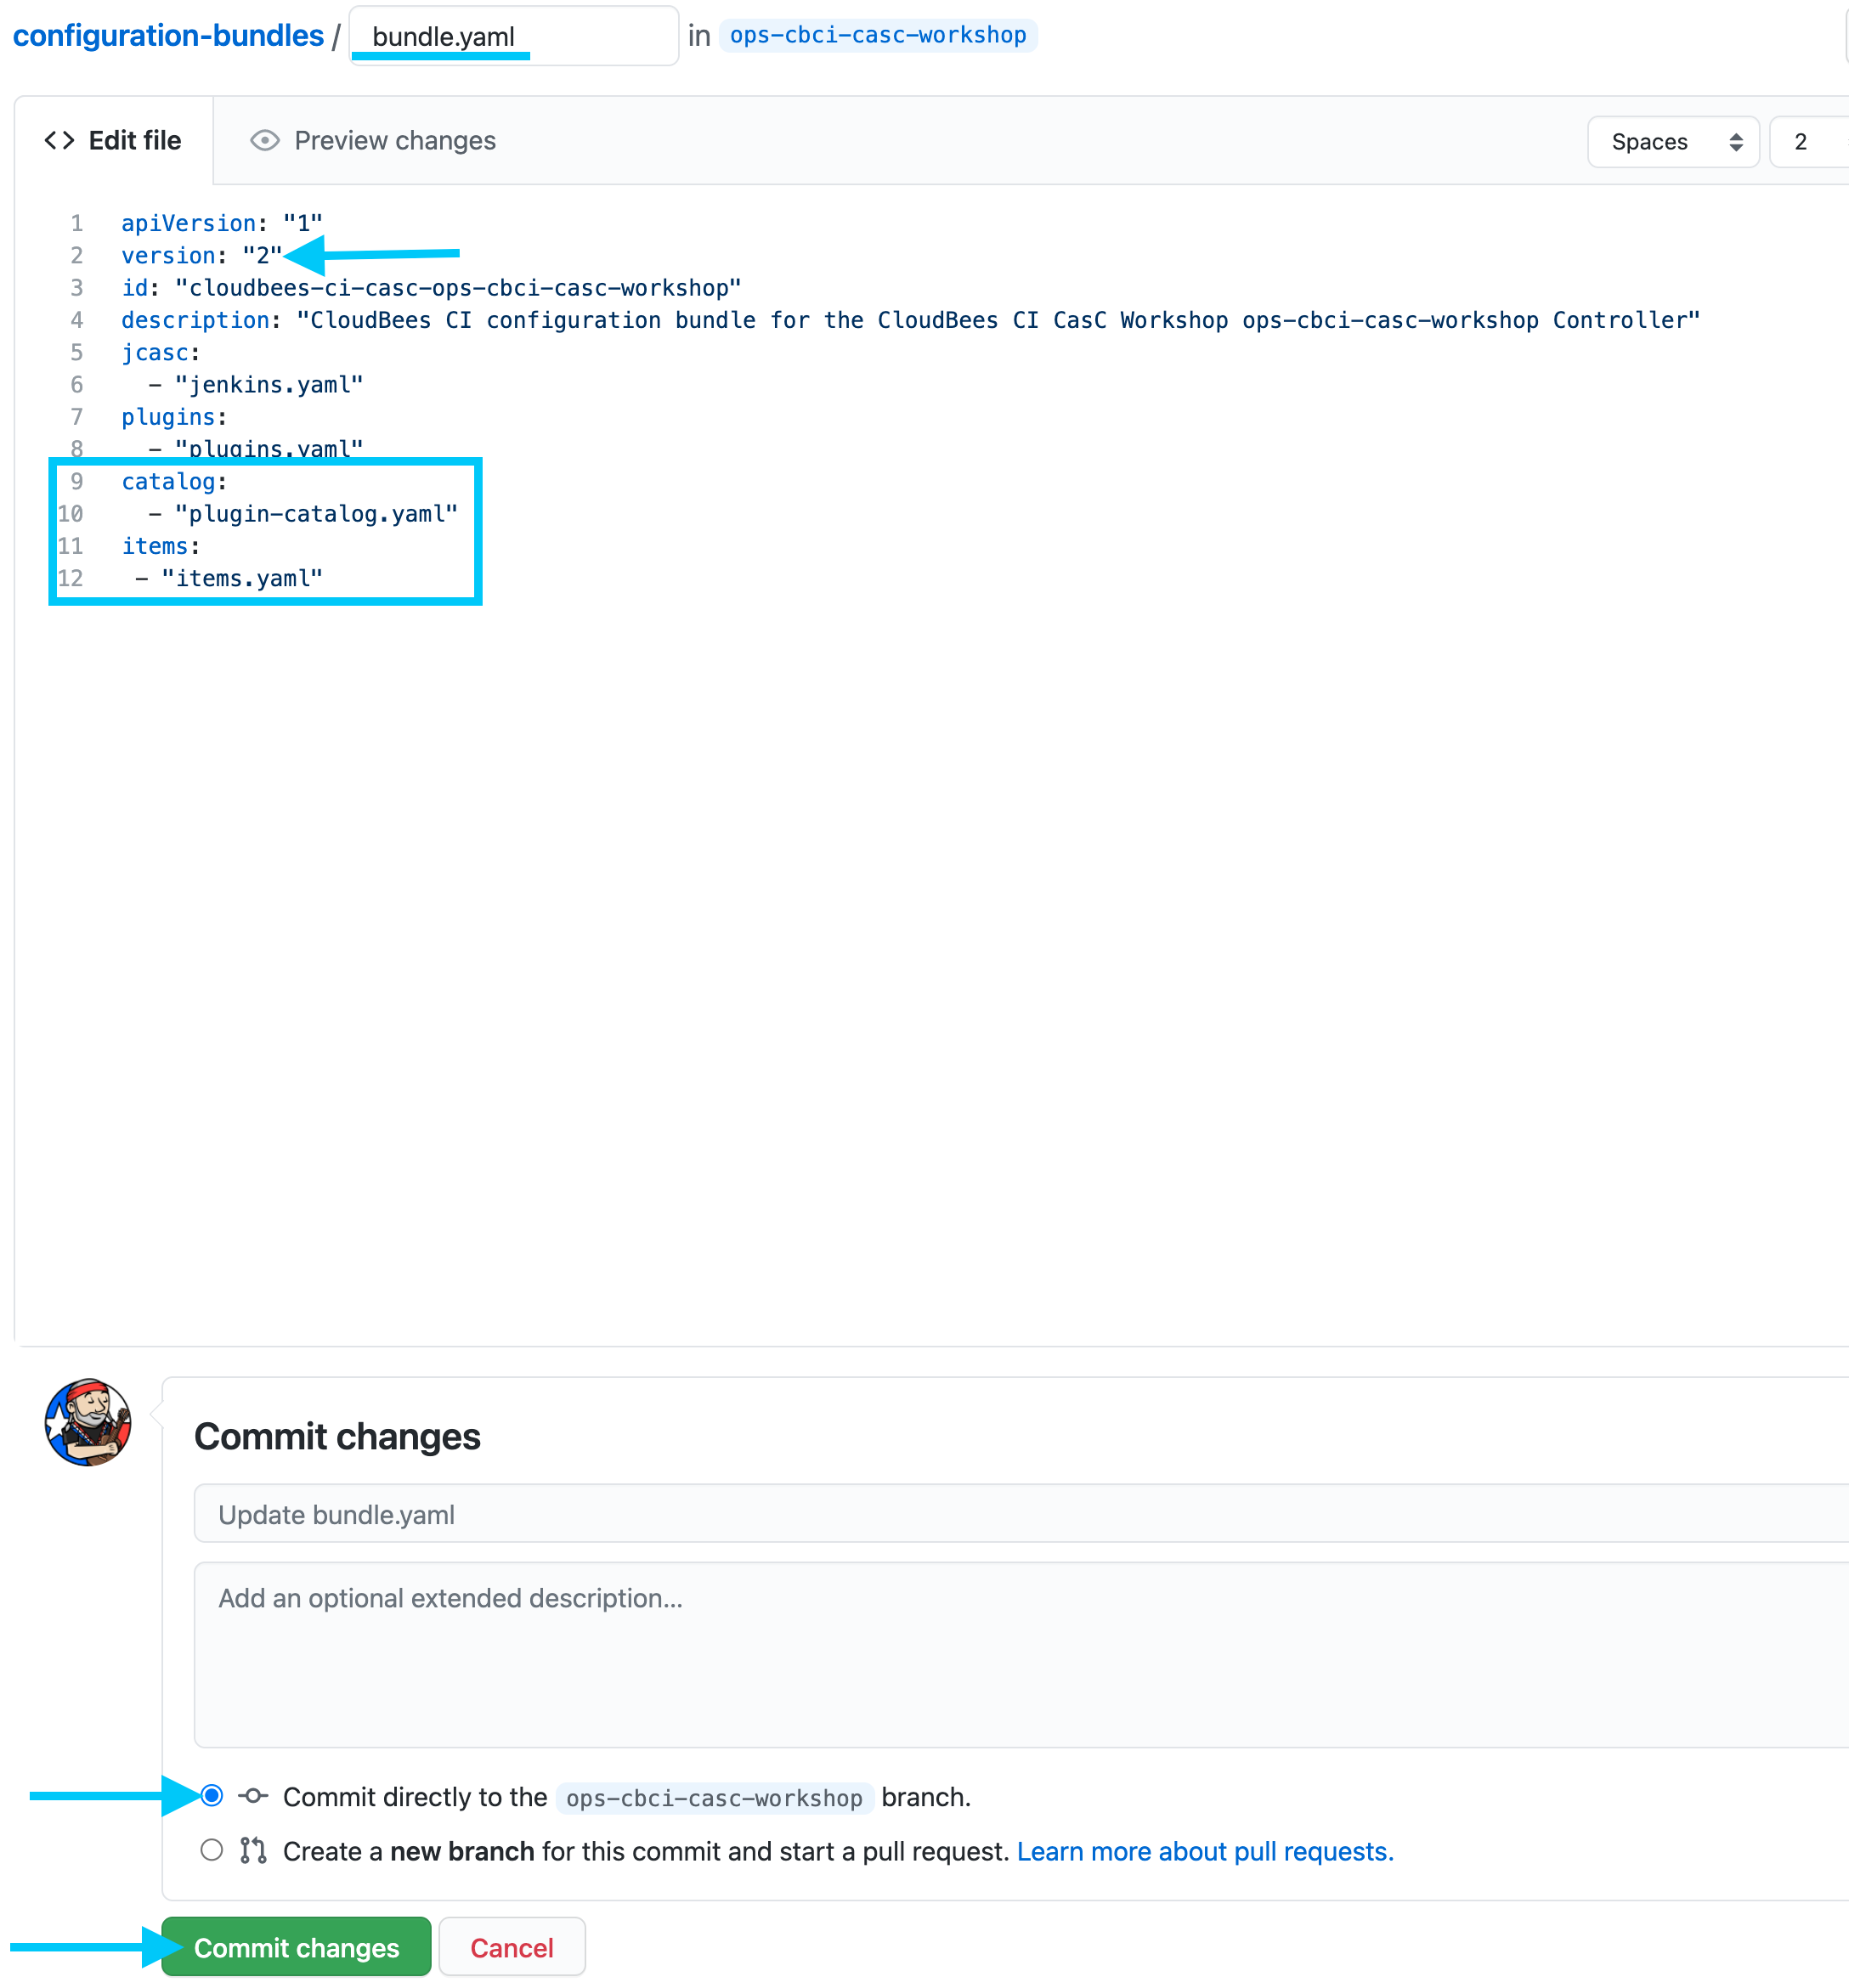 configuration-bundles / bundle.yaml in ops-cbci-casc-workshop
<> Edit file Preview changes Spaces 2
1 apiVersion: "1"
2 version: "2"
3 id: "cloudbees-ci-casc-ops-cbci-casc-workshop"
4 description: "CloudBees CI configuration bundle for the CloudBees CI CasC Workshop ops-cbci-casc-workshop Controller"
5 jcasc:
6   - "jenkins.yaml"
7 plugins:
8   - "plugins.yaml"
9 catalog:
10   - "plugin-catalog.yaml"
11 items:
12  - "items.yaml"
Commit changes
Update bundle.yaml
Add an optional extended description...
Commit directly to the ops-cbci-casc-workshop branch.
Create a new branch for this commit and start a pull request. Learn more about pull requests.
Commit changes Cancel